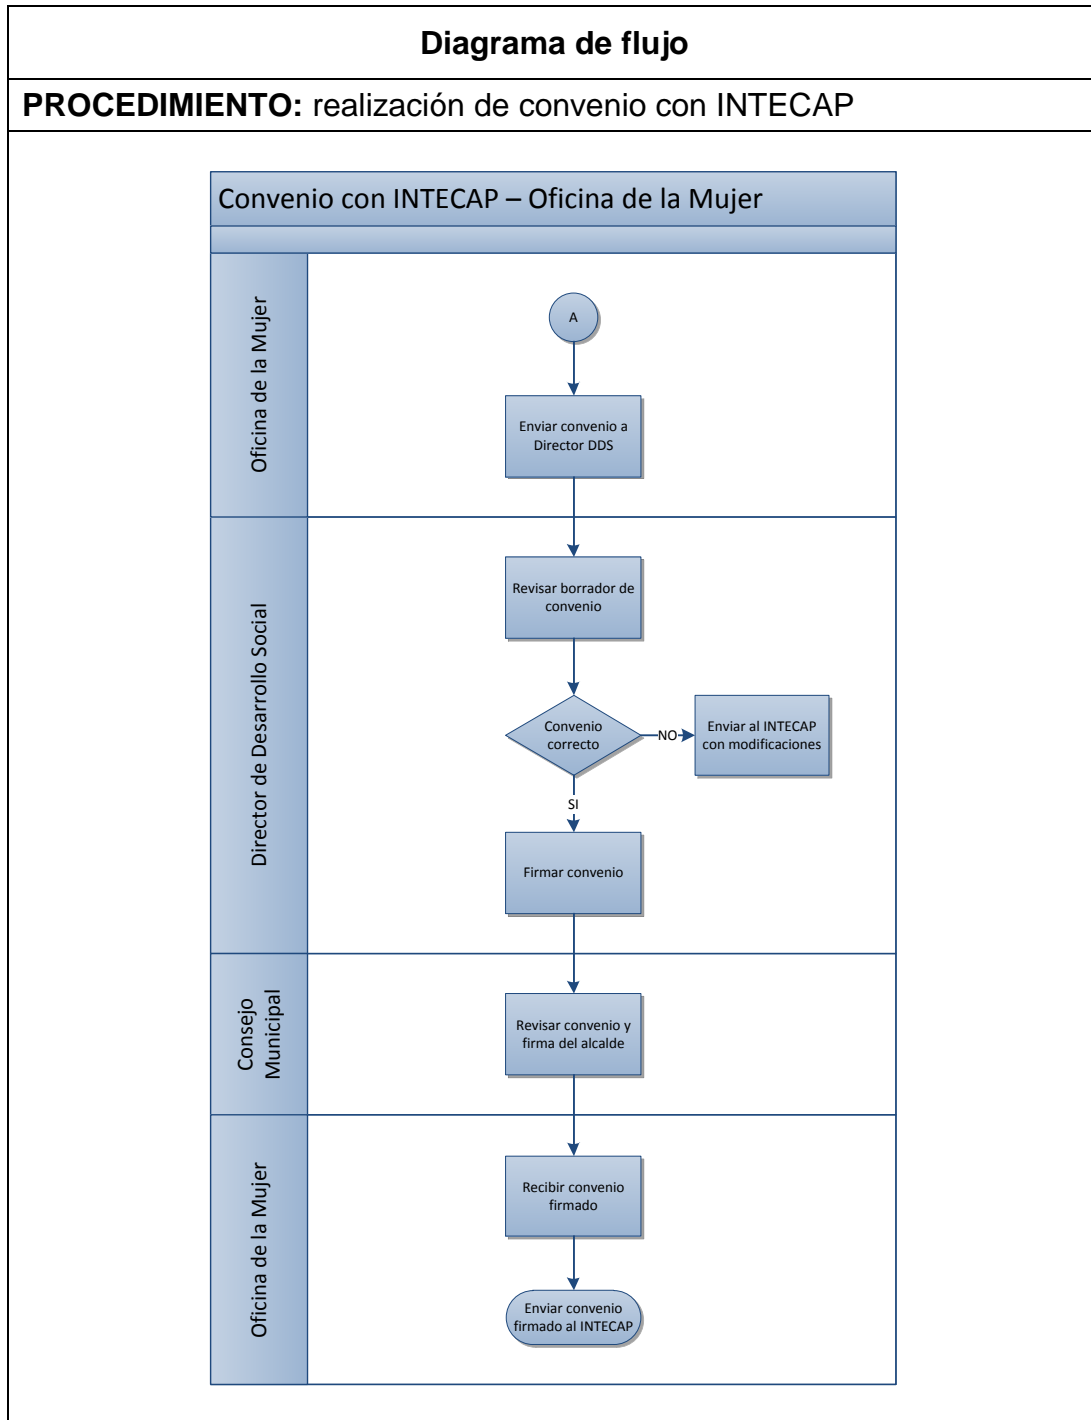 Diagrama de flujo
PROCEDIMIENTO: realización de convenio con INTECAP
Convenio con INTECAP – Oficina de la Mujer
Oficina de la Mujer
A
Enviar convenio a
Director DDS
Director de Desarrollo Social
Revisar borrador de
convenio
Convenio
correcto
NO
Enviar al INTECAP
con modificaciones
SI
Firmar convenio
Consejo
Municipal
Revisar convenio y
firma del alcalde
Oficina de la Mujer
Recibir convenio
firmado
Enviar convenio
firmado al INTECAP